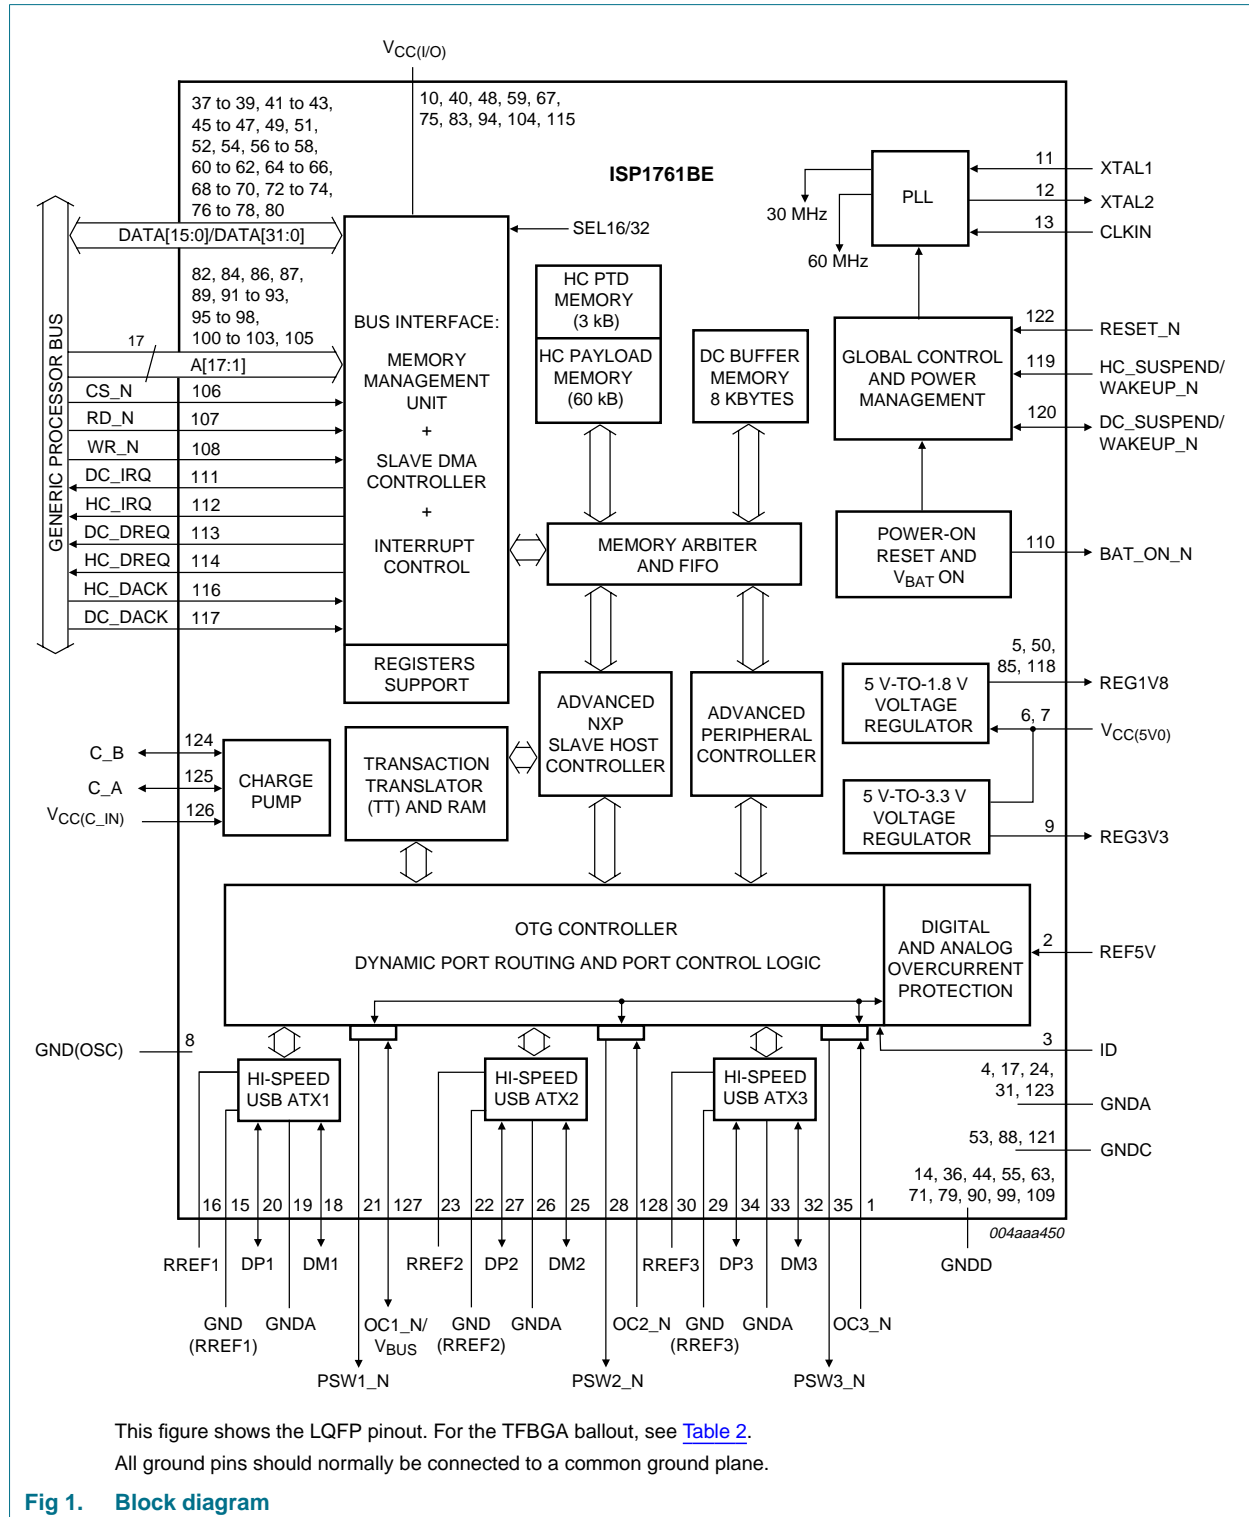 VCC(I/O)
37 to 39, 41 to 43,
45 to 47, 49, 51,
52, 54, 56 to 58,
60 to 62, 64 to 66,
68 to 70, 72 to 74,
76 to 78, 80
10, 40, 48, 59, 67,
75, 83, 94, 104, 115
ISP1761BE
DATA[15:0]/DATA[31:0]
SEL16/32
82, 84, 86, 87,
89, 91 to 93,
95 to 98,
100 to 103, 105
17
A[17:1]
GENERIC PROCESSOR BUS
CS_N 106
RD_N 107
WR_N 108
DC_IRQ 111
HC_IRQ 112
DC_DREQ 113
HC_DREQ 114
HC_DACK 116
DC_DACK 117
BUS INTERFACE:
MEMORY
MANAGEMENT
UNIT
+
SLAVE DMA
CONTROLLER
+
INTERRUPT
CONTROL
REGISTERS
SUPPORT
HC PTD
MEMORY
(3 kB)
HC PAYLOAD
MEMORY
(60 kB)
DC BUFFER
MEMORY
8 KBYTES
MEMORY ARBITER
AND FIFO
PLL
30 MHz
60 MHz
11 XTAL1
12 XTAL2
13 CLKIN
GLOBAL CONTROL
AND POWER
MANAGEMENT
122 RESET_N
119 HC_SUSPEND/
WAKEUP_N
120 DC_SUSPEND/
WAKEUP_N
POWER-ON
RESET AND
VBAT ON
110 BAT_ON_N
5 V-TO-1.8 V
VOLTAGE
REGULATOR
5, 50,
85, 118
REG1V8
6, 7
VCC(5V0)
5 V-TO-3.3 V
VOLTAGE
REGULATOR
9 REG3V3
ADVANCED
NXP
SLAVE HOST
CONTROLLER
ADVANCED
PERIPHERAL
CONTROLLER
TRANSACTION
TRANSLATOR
(TT) AND RAM
C_B 124
C_A 125
VCC(C_IN) 126
CHARGE
PUMP
OTG CONTROLLER
DYNAMIC PORT ROUTING AND PORT CONTROL LOGIC
DIGITAL
AND ANALOG
OVERCURRENT
PROTECTION
2 REF5V
GND(OSC) 8
3 ID
4, 17, 24,
31, 123
GNDA
53, 88, 121
GNDC
14, 36, 44, 55, 63,
71, 79, 90, 99, 109
HI-SPEED
USB ATX1
HI-SPEED
USB ATX2
HI-SPEED
USB ATX3
16 15 20 19 18 21 127 23 22 27 26 25 28 128 30 29 34 33 32 35 1
004aaa450
RREF1 DP1 DM1 RREF2 DP2 DM2 RREF3 DP3 DM3 GNDD
GND
(RREF1)
GNDA
OC1_N/
VBUS
GND
(RREF2)
GNDA
OC2_N
GND
(RREF3)
GNDA
OC3_N
PSW1_N PSW2_N PSW3_N
This figure shows the LQFP pinout. For the TFBGA ballout, see Table 2.
All ground pins should normally be connected to a common ground plane.
Fig 1. Block diagram